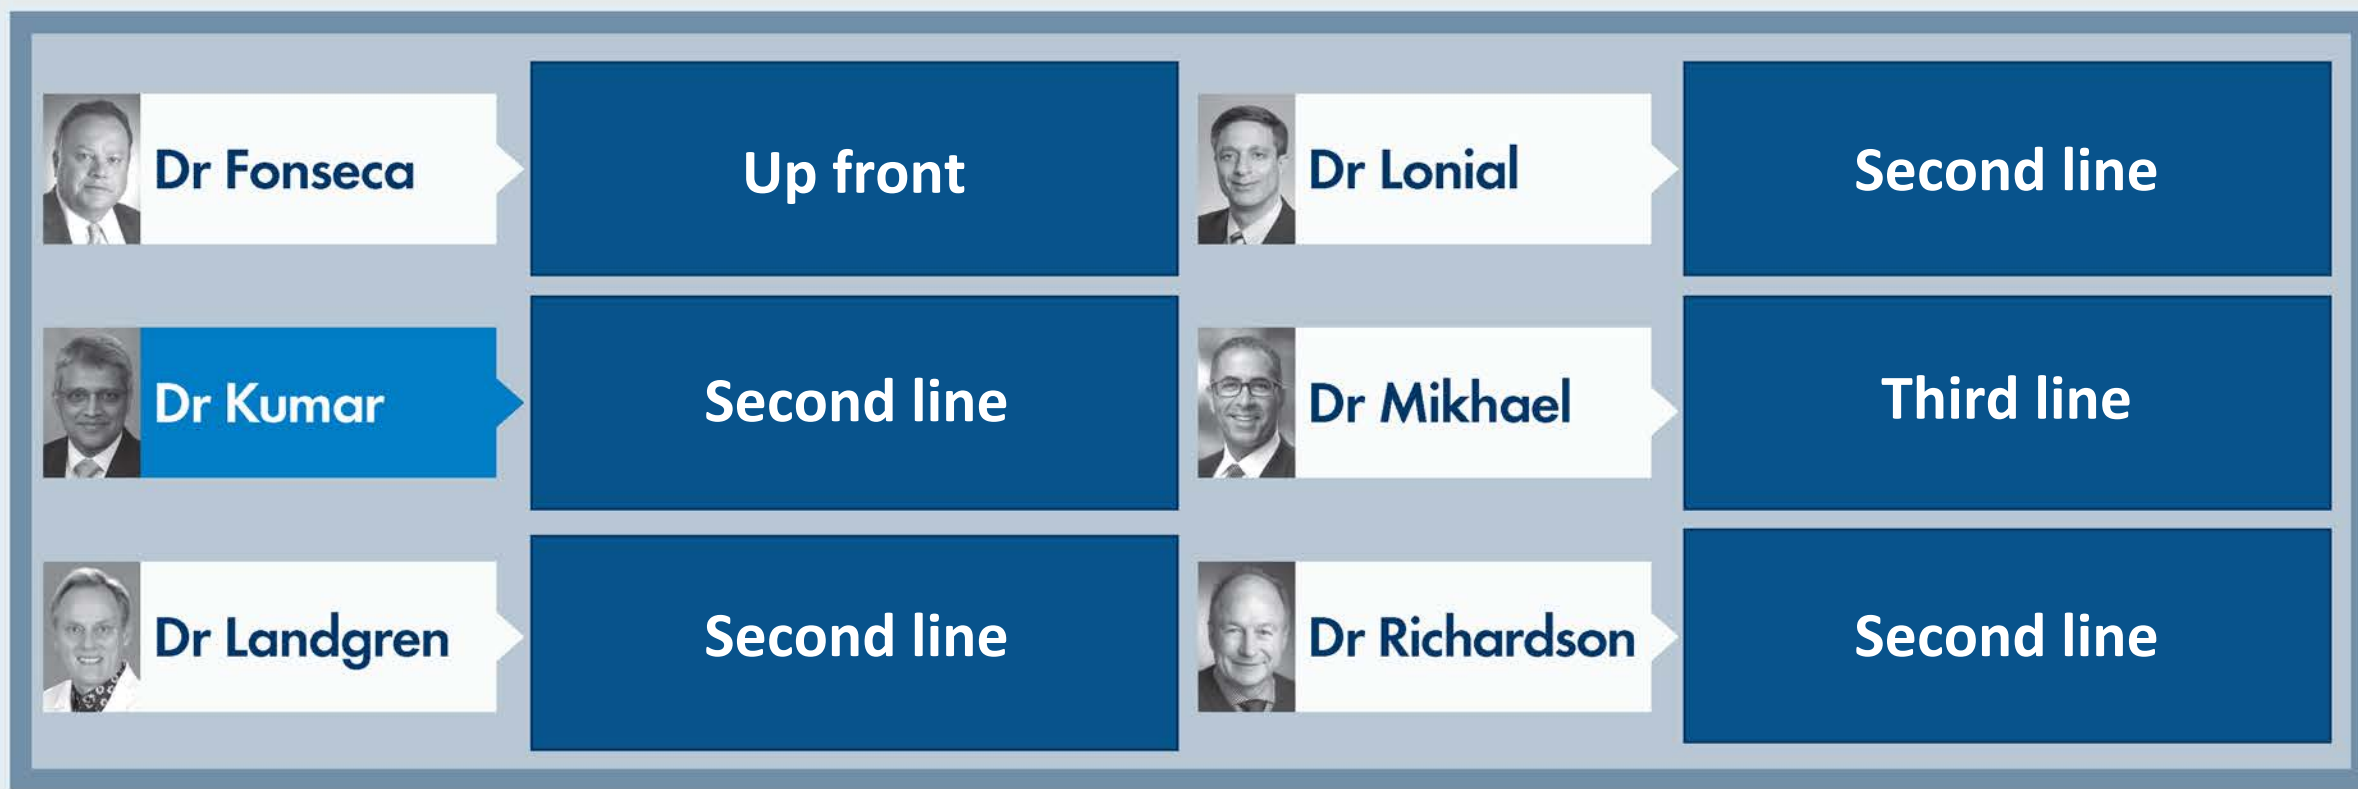 Dr Fonseca
Up front
Dr Lonial
Second line
Dr Kumar
Second line
Dr Mikhael
Third line
Dr Landgren
Second line
Dr Richardson
Second line